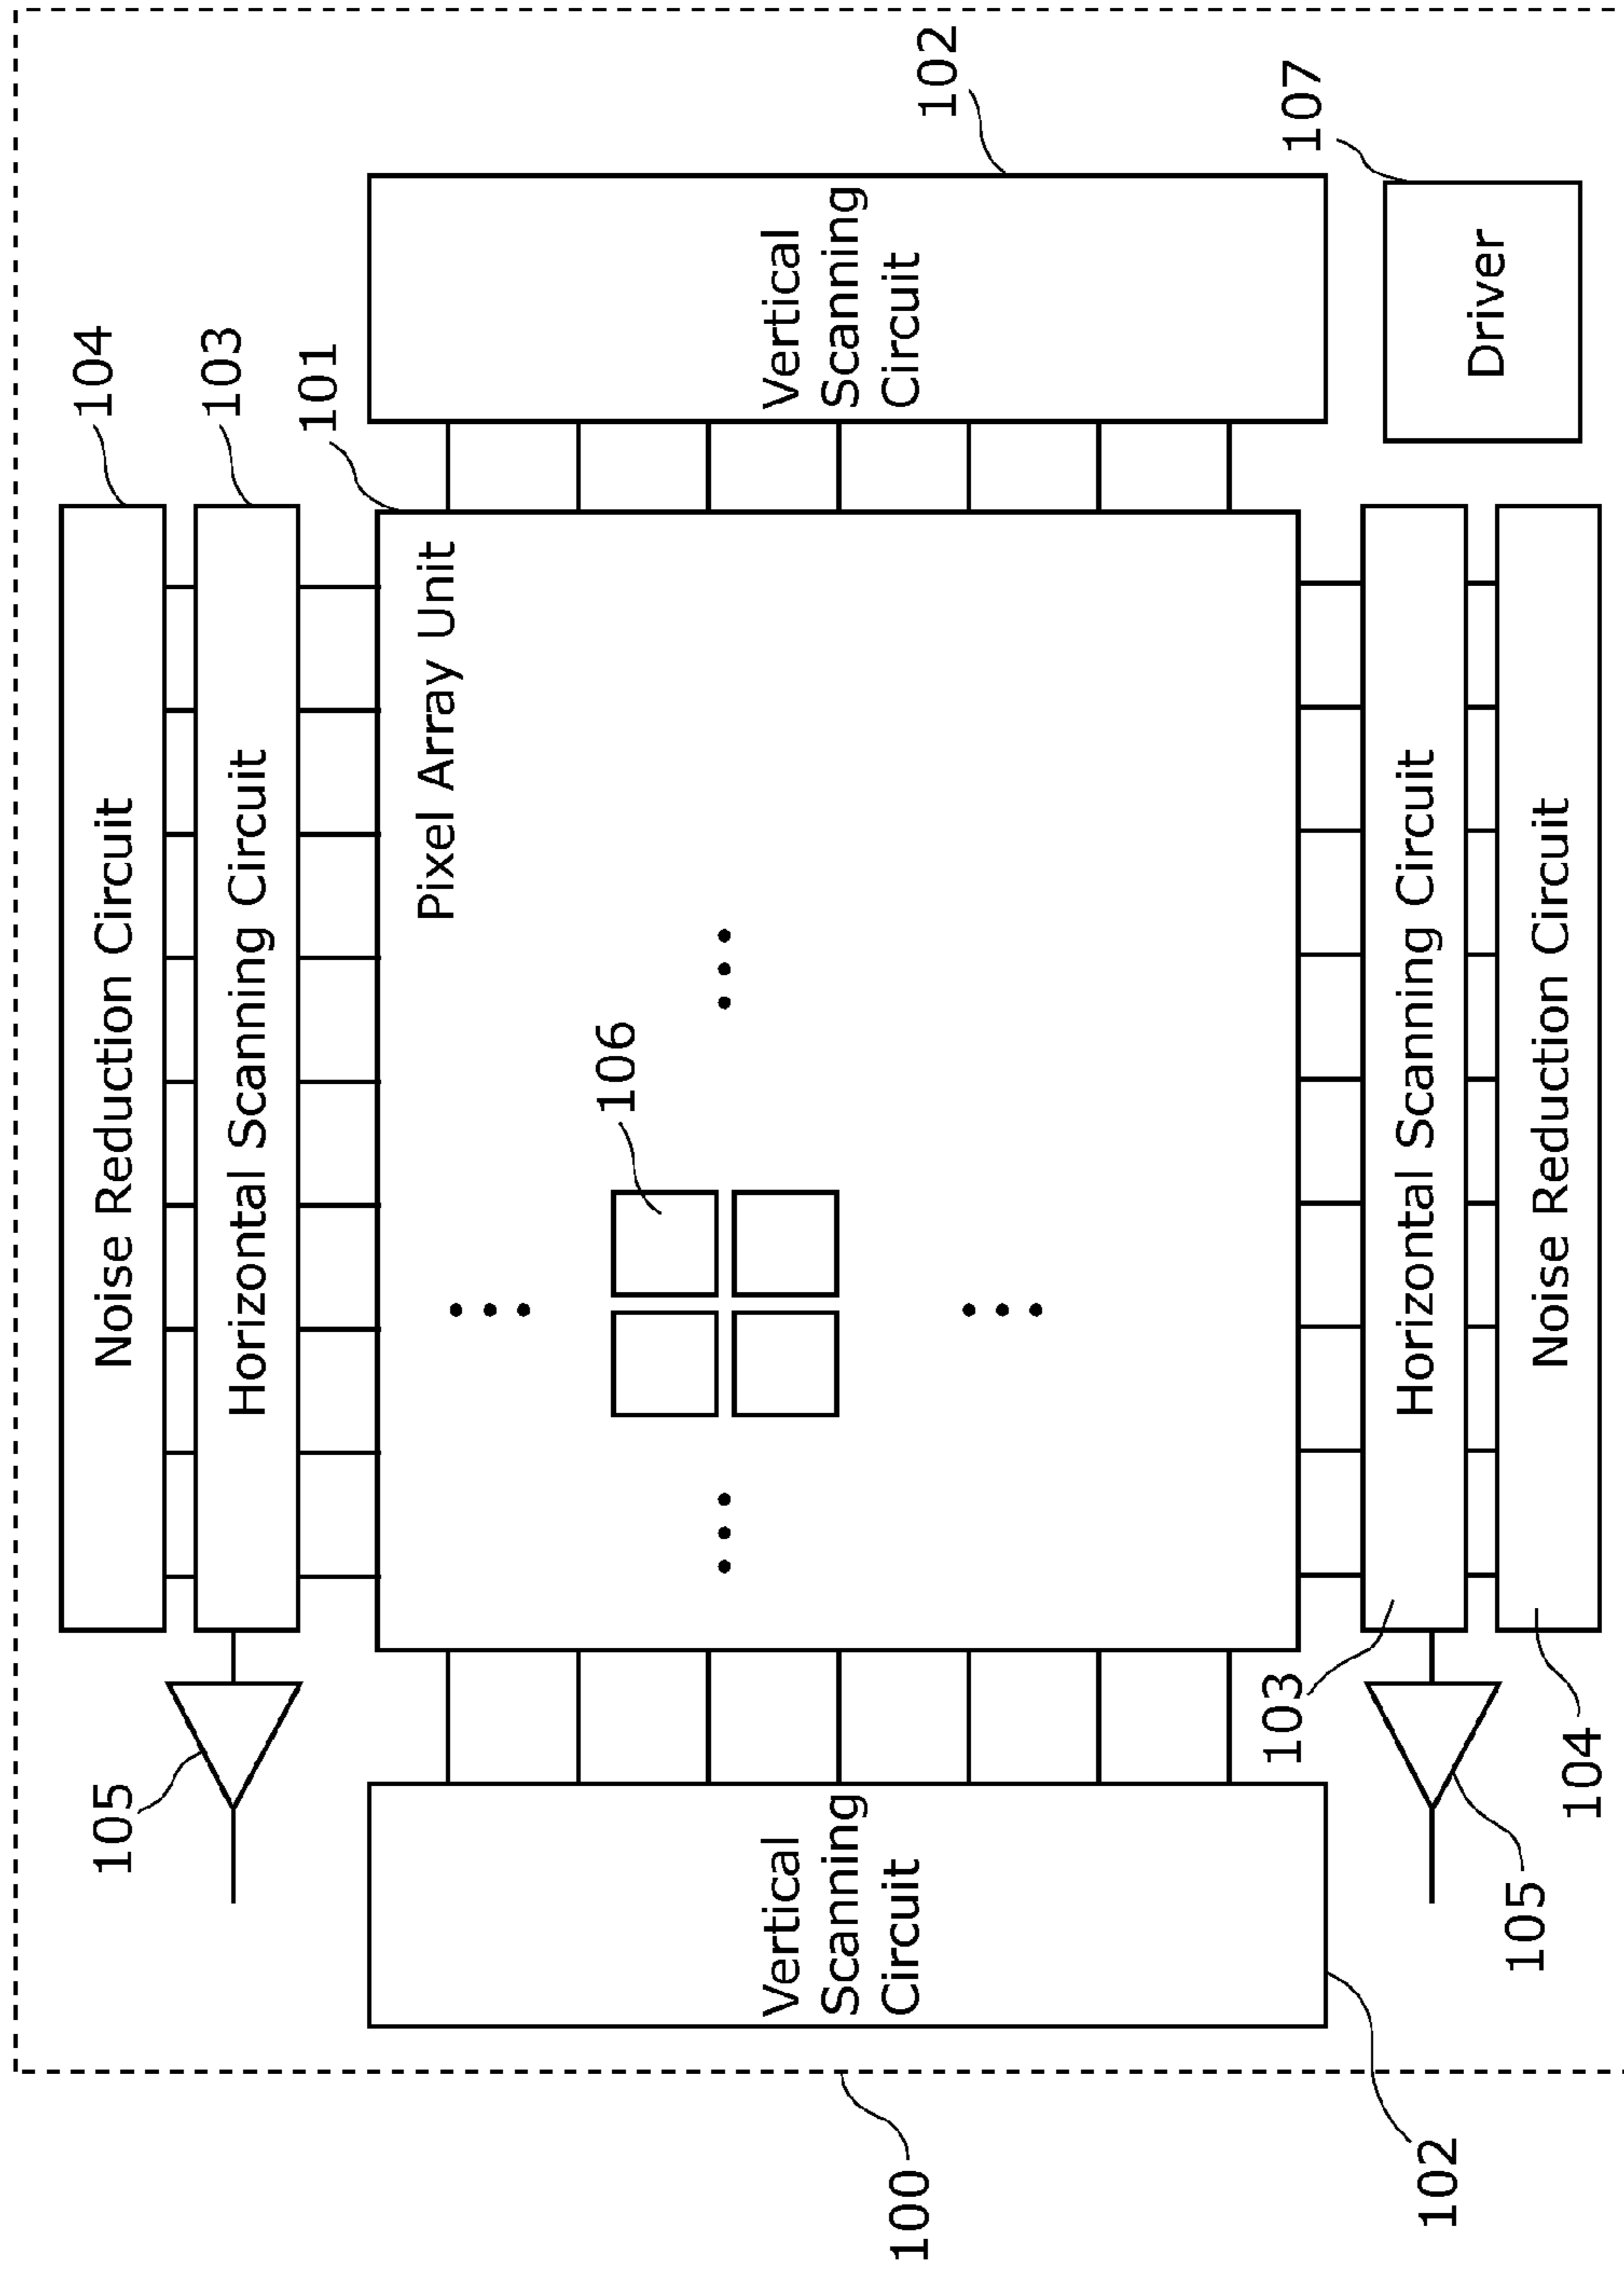 104
Noise Reduction Circuit
103
Horizontal Scanning Circuit
105
101
Pixel Array Unit
106
Vertical
Scanning
Circuit
Vertical
Scanning
Circuit
102
100
107
103
Horizontal Scanning Circuit
Driver
102
105
Noise Reduction Circuit
104